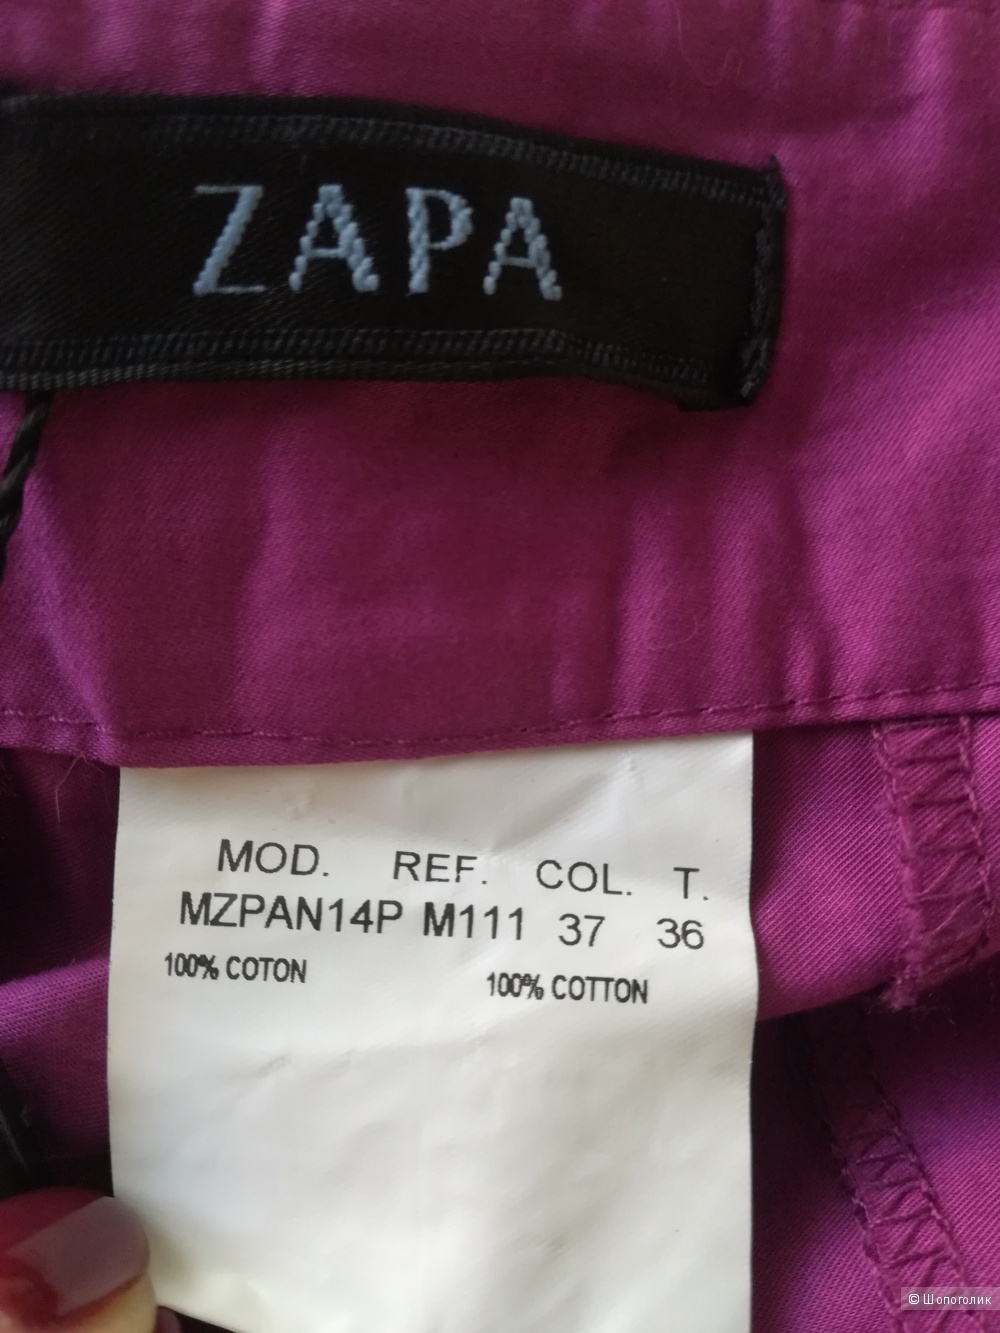 ZAPA
MOD. REF. COL. T.
MZPAN14P M111 37 36
100% COTON 100% COTTON
© Шопоголик